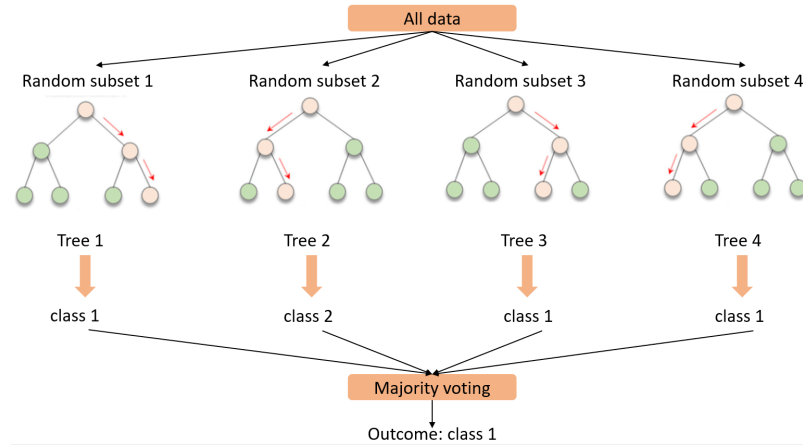 All data
Random subset 1
Random subset 2
Random subset 3
Random subset 4
Tree 1
Tree 2
Tree 3
Tree 4
class 1
class 2
class 1
class 1
Majority voting
Outcome: class 1